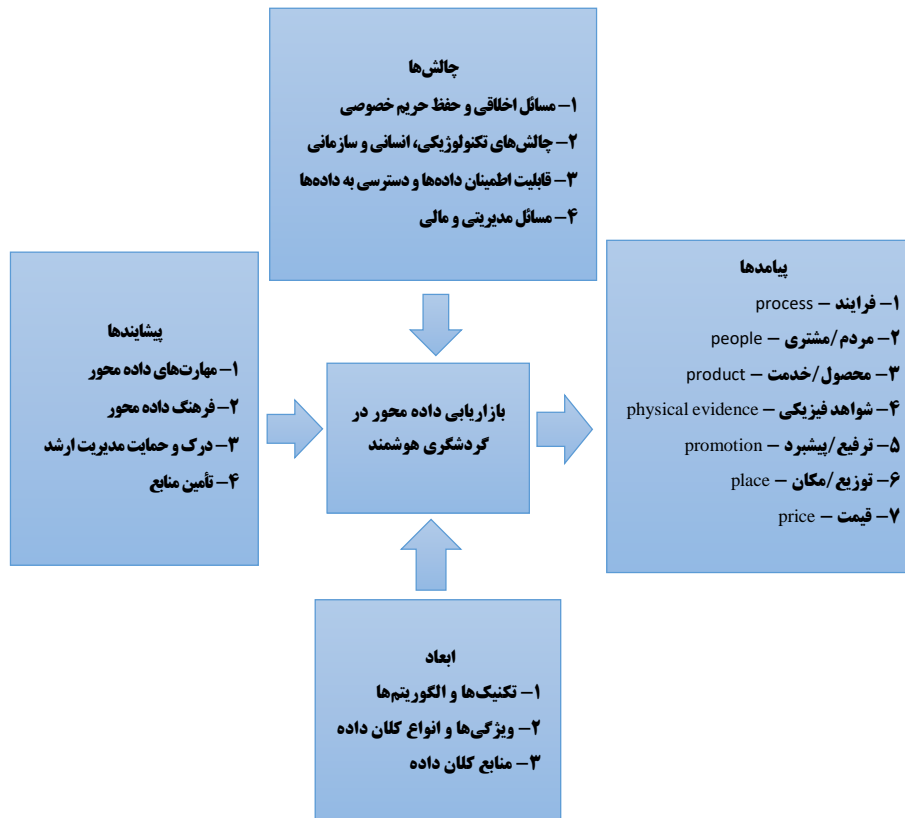 چالش‌ها
۱- مسائل اخلاقی و حفظ حریم خصوصی
۲- چالش‌های تکنولوژیکی، انسانی و سازمانی
۳- قابلیت اطمینان داده‌ها و دسترسی به داده‌ها
۴- مسائل مدیریتی و مالی
پیامدها
۱- فرایند – process
۲- مردم/مشتری – people
۳- محصول/خدمت – product
۴- شواهد فیزیکی – physical evidence
۵- ترفیع/پیشبرد – promotion
۶- توزیع/مکان – place
۷- قیمت – price
بازاریابی داده محور در
گردشگری هوشمند
پیشایندها
۱- مهارت‌های داده محور
۲- فرهنگ داده محور
۳- درک و حمایت مدیریت ارشد
۴- تأمین منابع
ابعاد
۱- تکنیک‌ها و الگوریتم‌ها
۲- ویژگی‌ها و انواع کلان داده
۳- منابع کلان داده